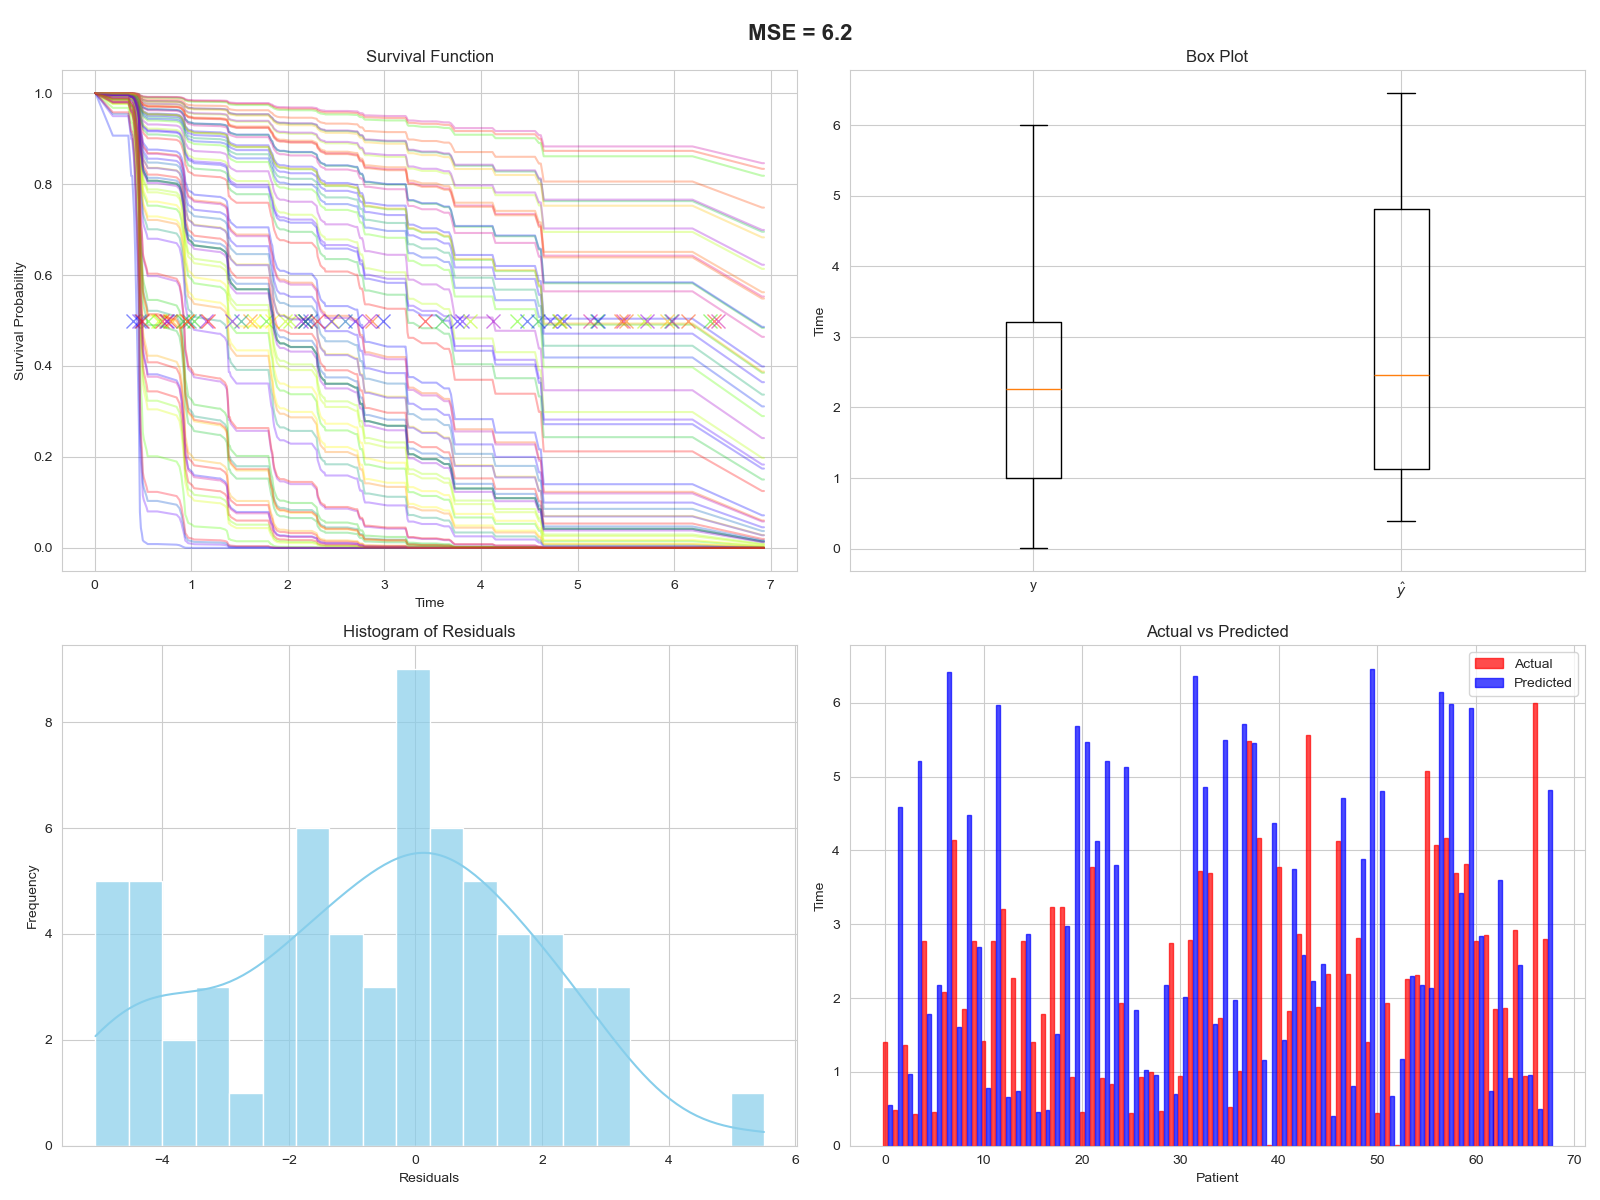 MSE = 6.2
Survival Function
Survival Probability
1.0
0.8
0.6
0.4
0.2
0.0
0 1 2 3 4 5 6 7
Time
Box Plot
Time
6
5
4
3
2
1
0
y ŷ
Histogram of Residuals
Frequency
8
6
4
2
0
−4 −2 0 2 4 6
Residuals
Actual vs Predicted
Actual
Predicted
Time
6
5
4
3
2
1
0
0 10 20 30 40 50 60 70
Patient